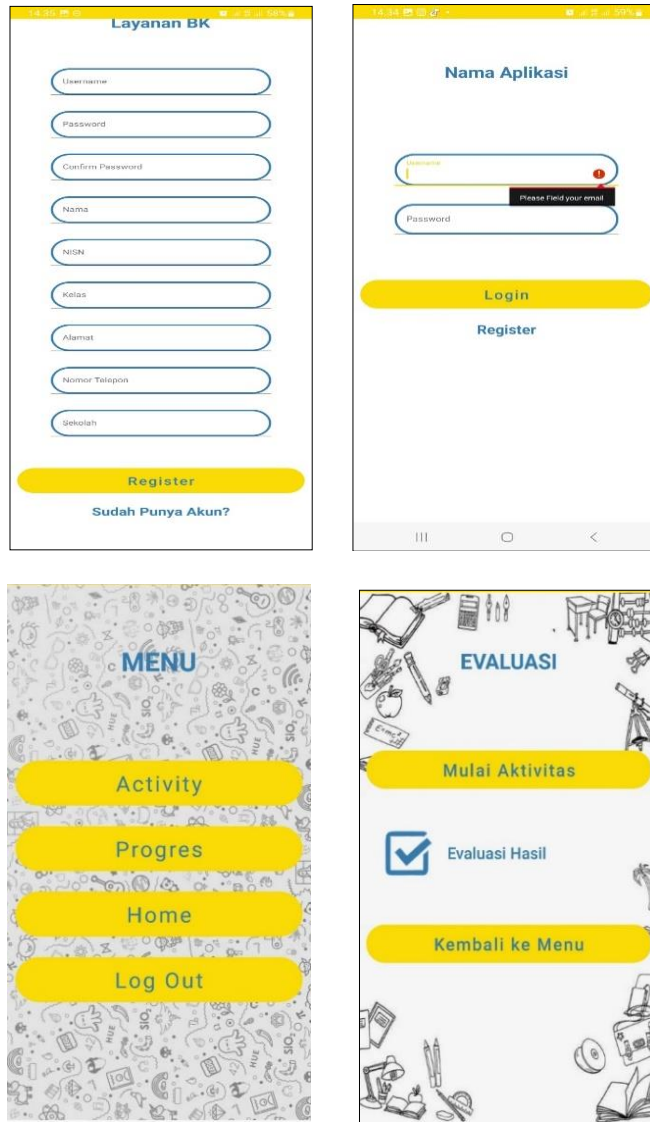 14.35 58%
Layanan BK
Username
Password
Confirm Password
Nama
NISN
Kelas
Alamat
Nomor Telepon
Sekolah
Register
Sudah Punya Akun?
14.34 59%
Nama Aplikasi
Username
Please Field your email
Password
Login
Register
MENU
Activity
Progres
Home
Log Out
EVALUASI
Mulai Aktivitas
Evaluasi Hasil
Kembali ke Menu